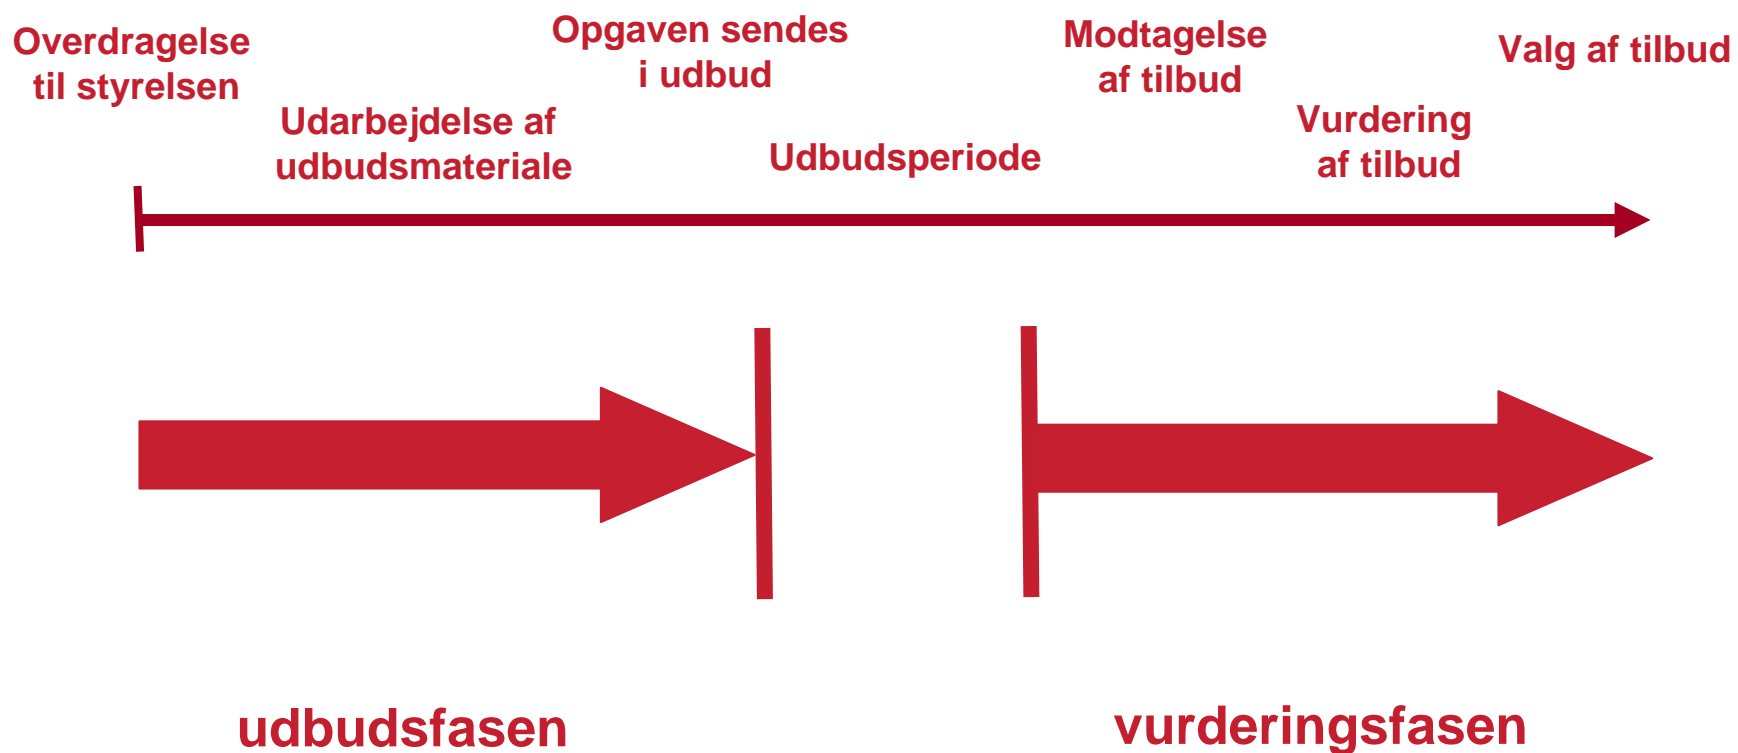 Overdragelse
til styrelsen
Udarbejdelse af
udbudsmateriale
Opgaven sendes
i udbud
Udbudsperiode
Modtagelse
af tilbud
Vurdering
af tilbud
Valg af tilbud
udbudsfasen
vurderingsfasen